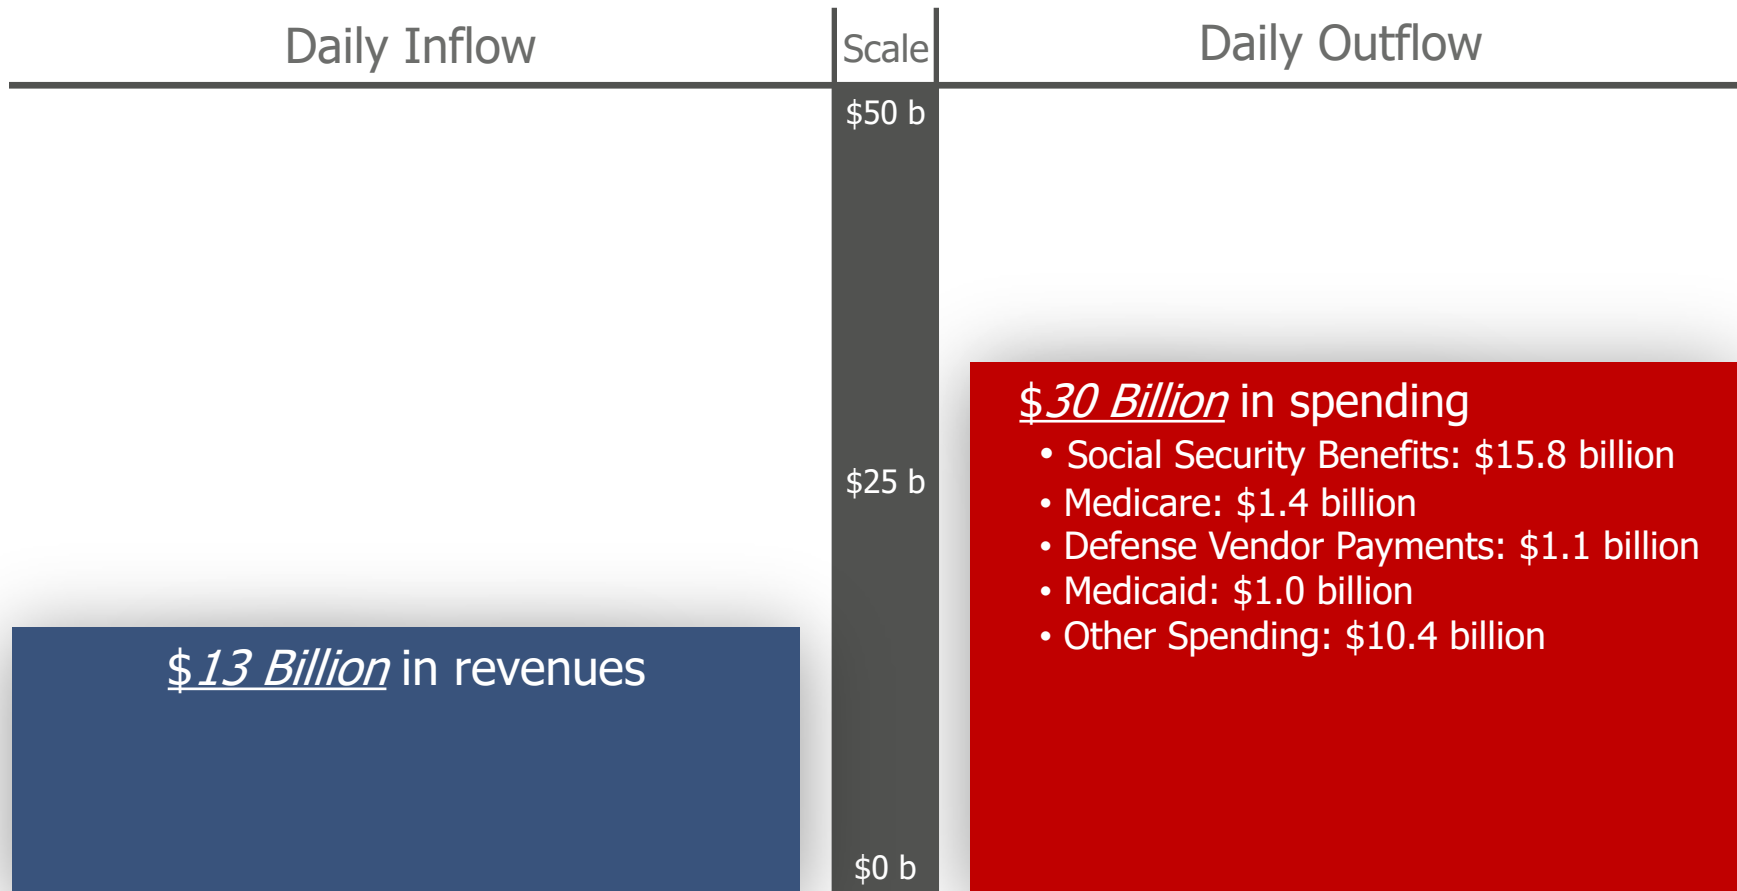 Daily Inflow
Scale
Daily Outflow
$50 b
$25 b
$0 b
$13 Billion in revenues
$30 Billion in spending
• Social Security Benefits: $15.8 billion
• Medicare: $1.4 billion
• Defense Vendor Payments: $1.1 billion
• Medicaid: $1.0 billion
• Other Spending: $10.4 billion